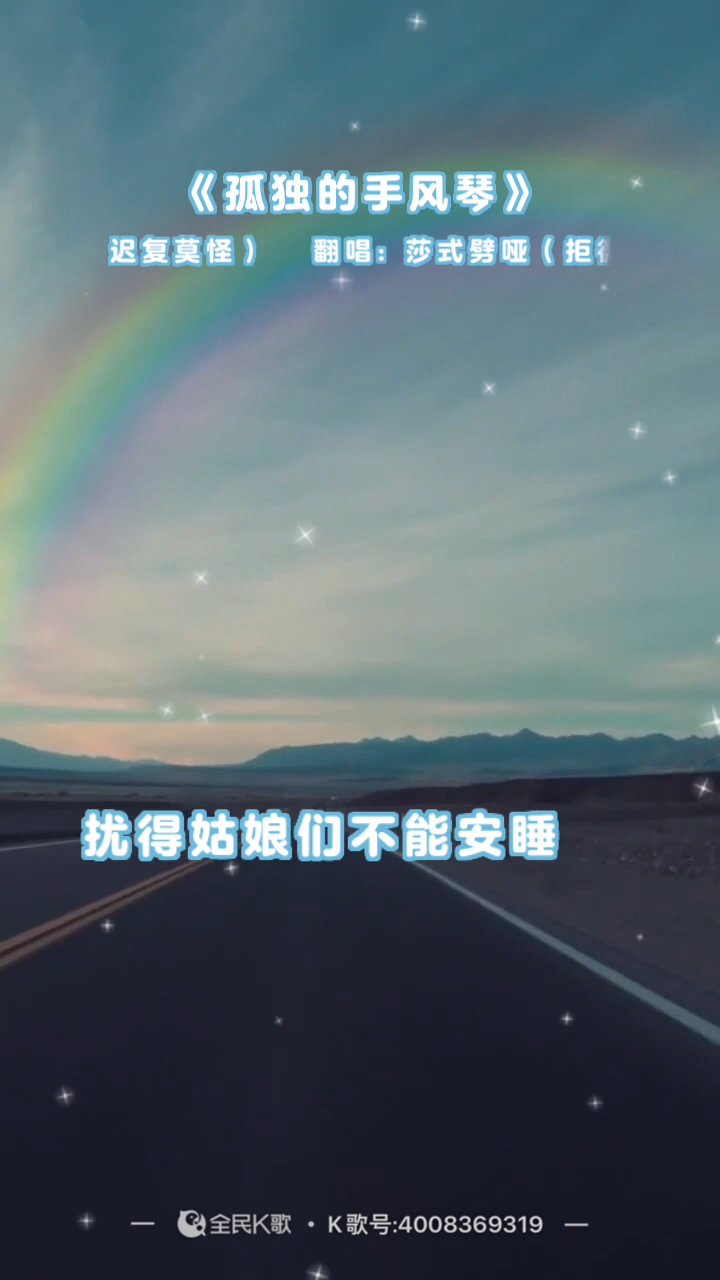 《孤独的手风琴》
迟复莫怪） 翻唱：莎式劈哑（拒
扰得姑娘们不能安睡
— 全民K歌 · K歌号:4008369319 —